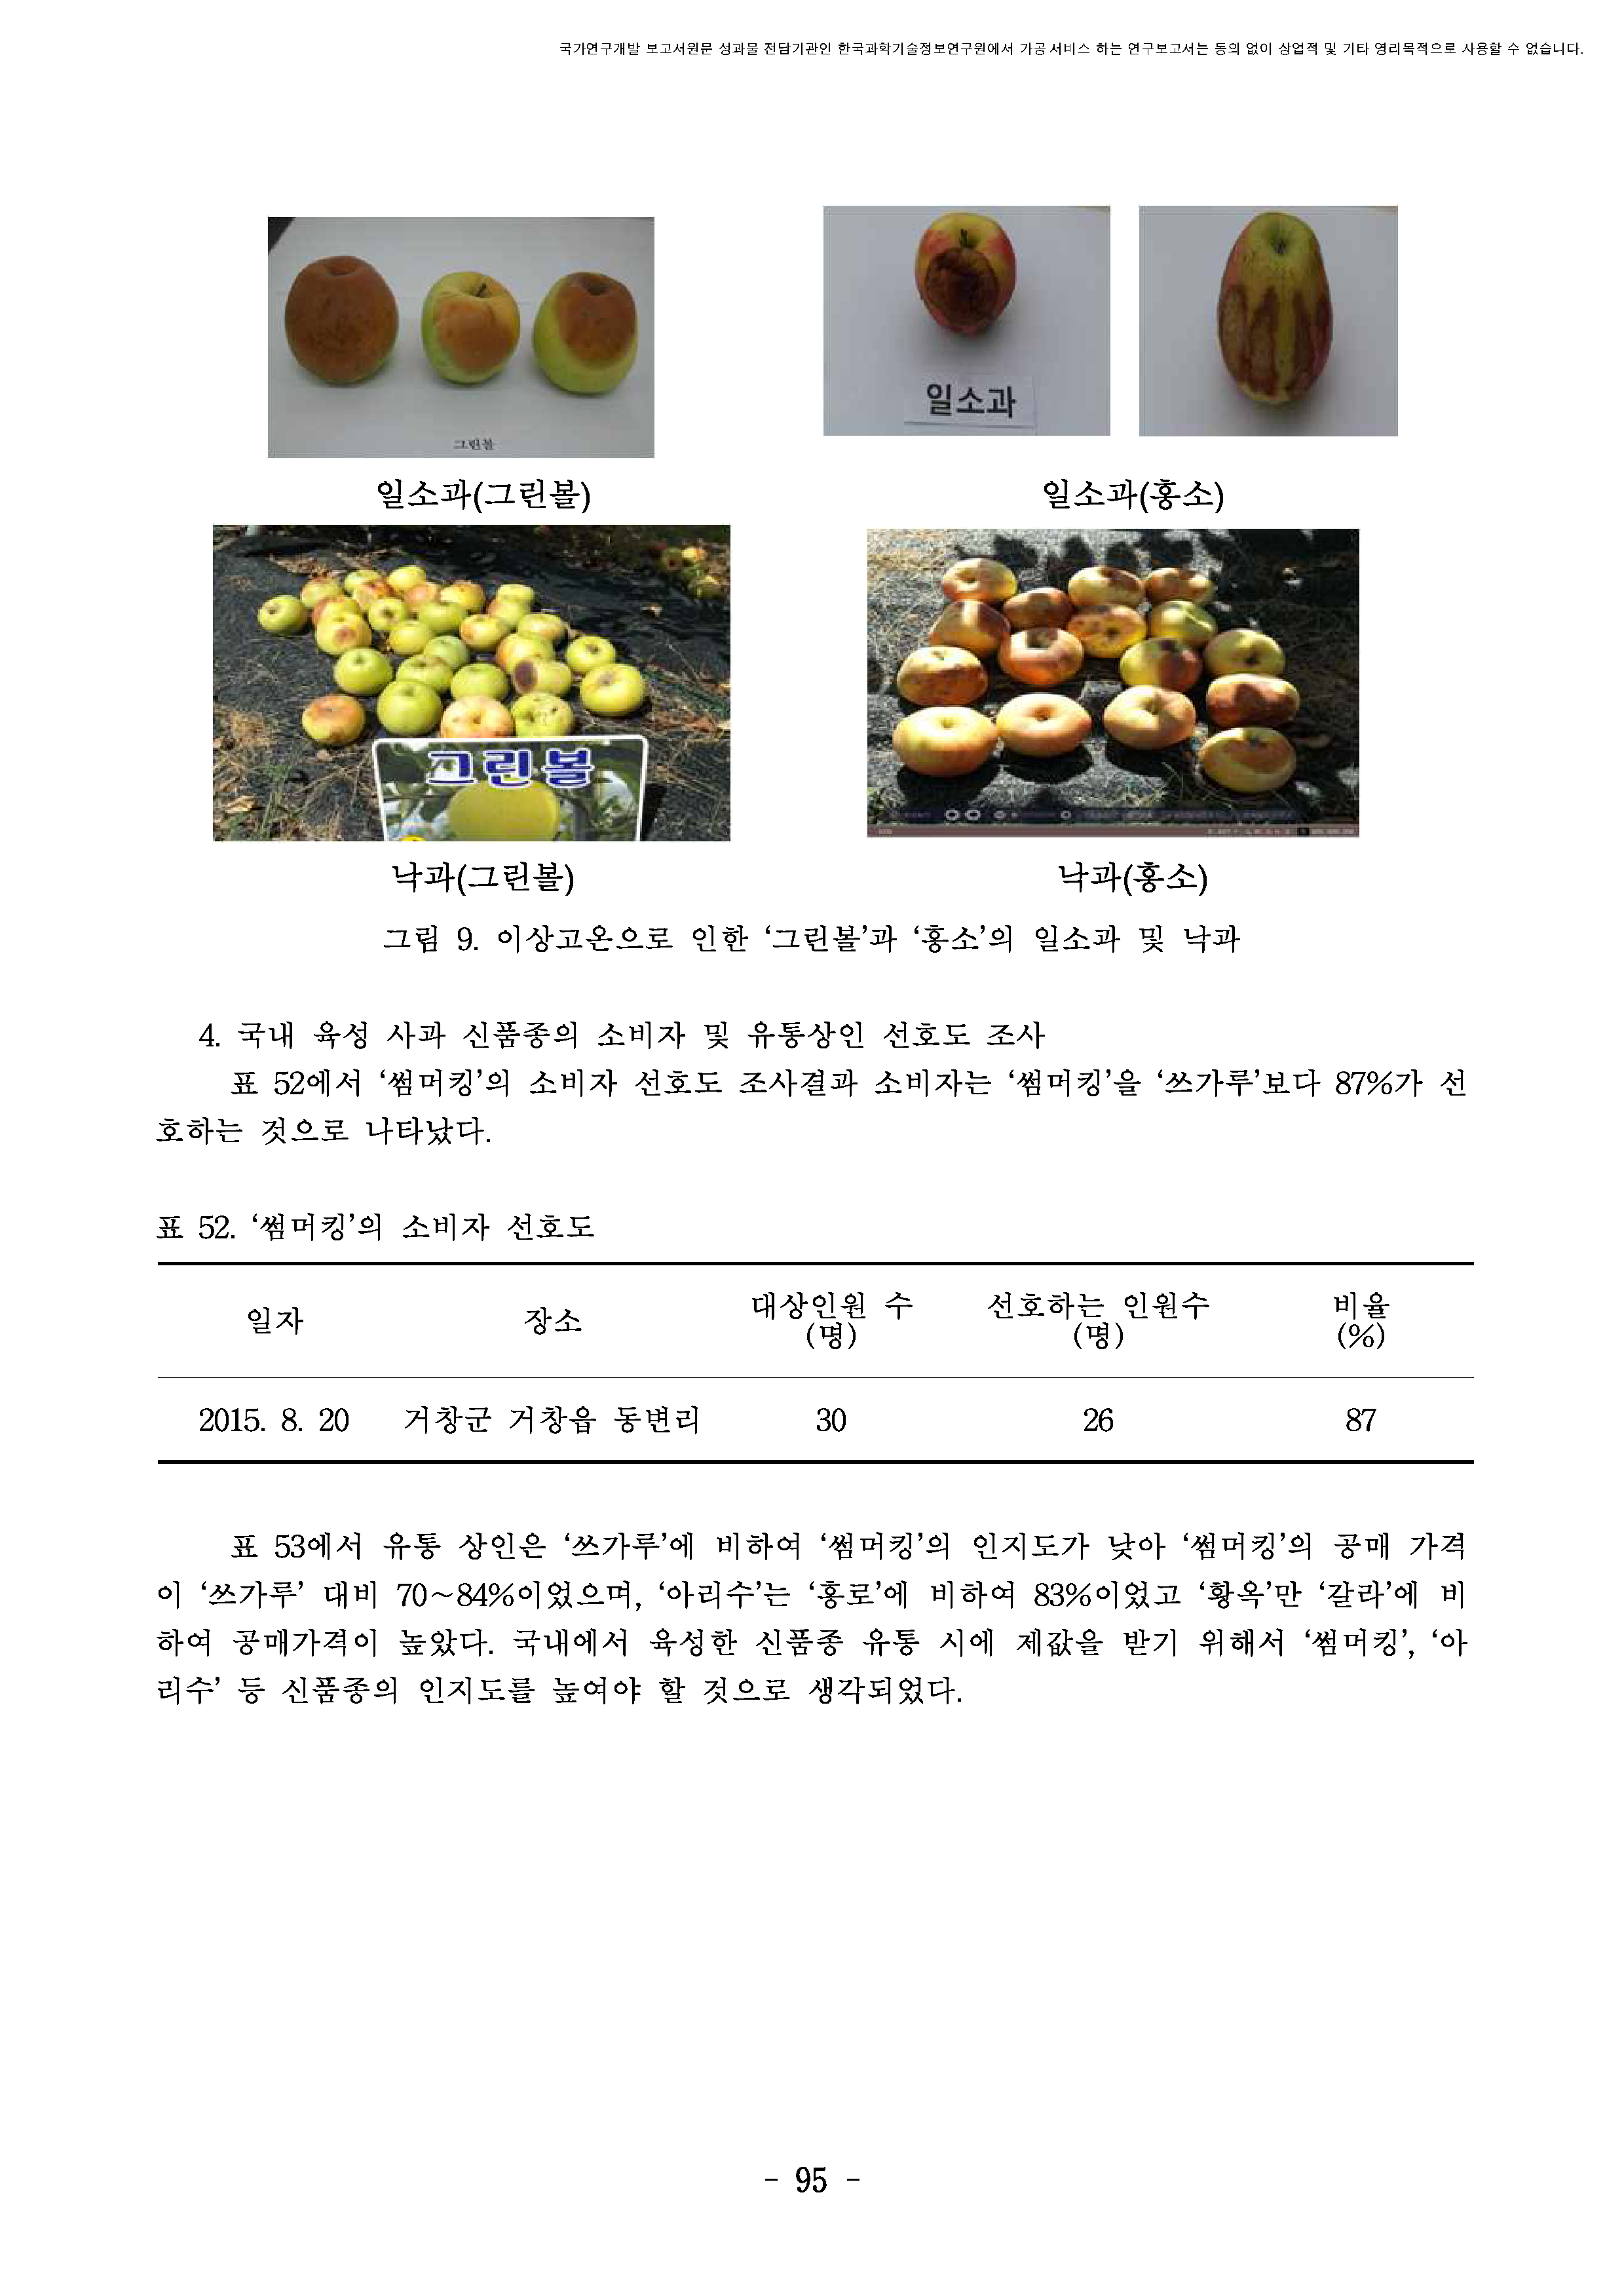 국가연구개발 보고서원문 성과물 전담기관인 한국과학기술정보연구원에서 가공·서비스 하는 연구보고서는 동의 없이 상업적 및 기타 영리목적으로 사용할 수 없습니다.
그린볼
일소과
일소과(그린볼)
일소과(홍소)
그린볼
낙과(그린볼)
낙과(홍소)
그림 9. 이상고온으로 인한 ‘그린볼’과 ‘홍소’의 일소과 및 낙과
4. 국내 육성 사과 신품종의 소비자 및 유통상인 선호도 조사
표 52에서 ‘썸머킹’의 소비자 선호도 조사결과 소비자는 ‘썸머킹’을 ‘쓰가루’보다 87%가 선
호하는 것으로 나타났다.
표 52. ‘썸머킹’의 소비자 선호도
일자 장소 대상인원 수 (명) 선호하는 인원수 (명) 비율 (%)
2015. 8. 20 거창군 거창읍 동변리 30 26 87
표 53에서 유통 상인은 ‘쓰가루’에 비하여 ‘썸머킹’의 인지도가 낮아 ‘썸머킹’의 공매 가격
이 ‘쓰가루’ 대비 70~84%이었으며, ‘아리수’는 ‘홍로’에 비하여 83%이었고 ‘황옥’만 ‘갈라’에 비
하여 공매가격이 높았다. 국내에서 육성한 신품종 유통 시에 제값을 받기 위해서 ‘썸머킹’, ‘아
리수’ 등 신품종의 인지도를 높여야 할 것으로 생각되었다.
- 95 -